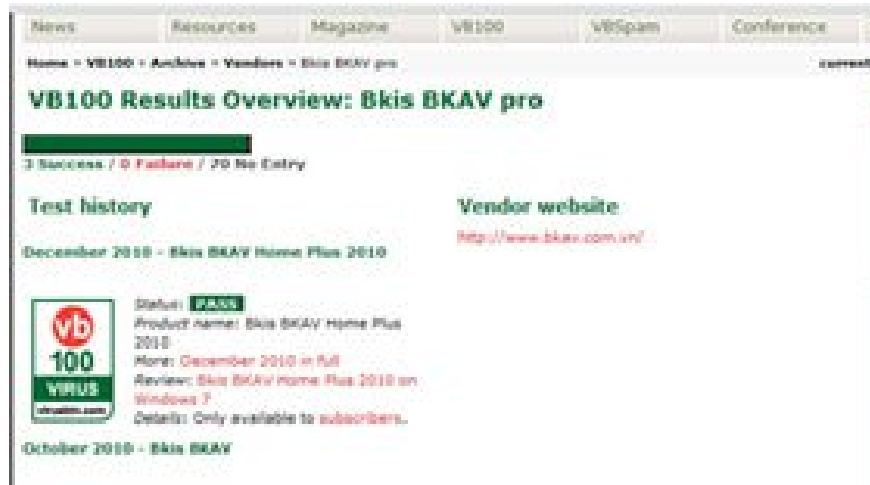 News Resources Magazine VB100 VBSpam Conference
Home » VB100 » Archive » Vendors » Bkis BKAV pro
current
VB100 Results Overview: Bkis BKAV pro
3 Success / 0 Failure / 20 No Entry
Test history
Vendor website
http://www.bkav.com.vn/
December 2010 - Bkis BKAV Home Plus 2010
vb
100
VIRUS
virusbtn.com
Status: PASS
Product name: Bkis BKAV Home Plus
2010
More: December 2010 in full
Review: Bkis BKAV Home Plus 2010 on
Windows 7
Details: Only available to subscribers.
October 2010 - Bkis BKAV